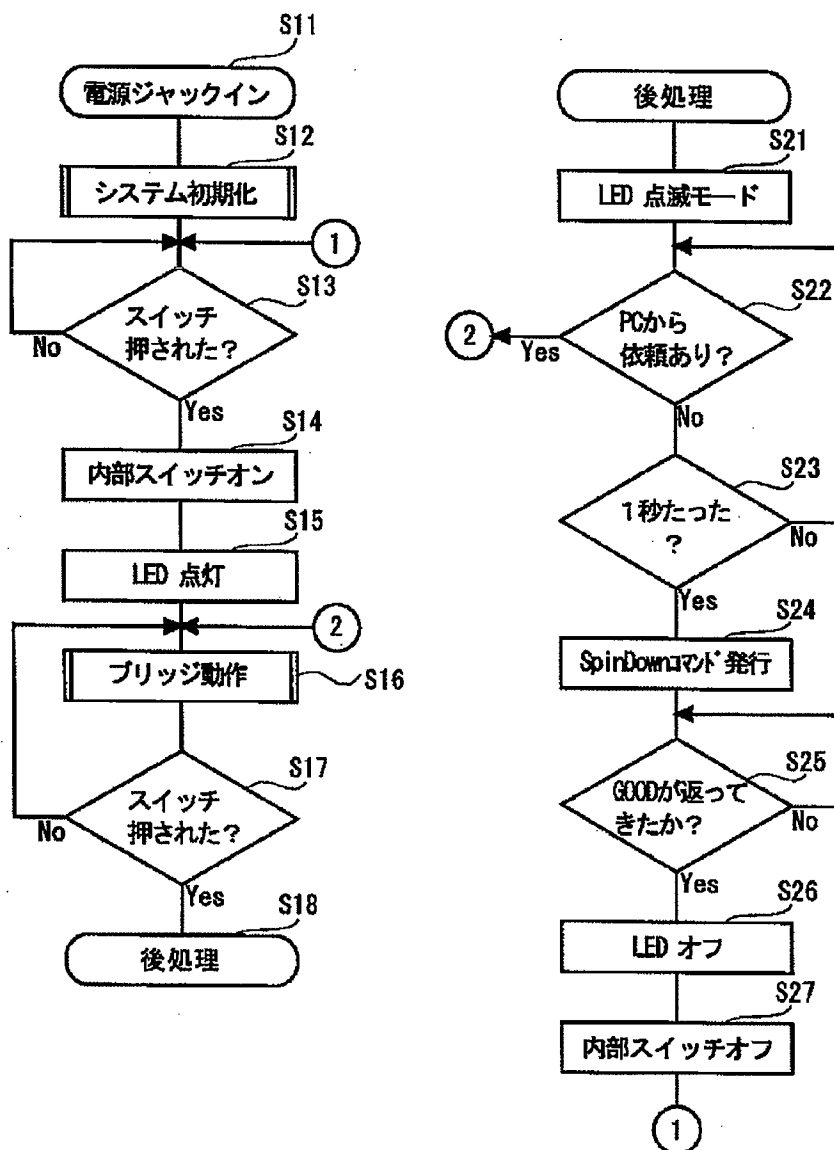 S11
電源ジャックイン
S12
システム初期化
1
S13
スイッチ
押された？
No
Yes
S14
内部スイッチオン
S15
LED 点灯
2
ブリッジ動作
S16
S17
スイッチ
押された？
No
Yes
S18
後処理
後処理
S21
LED 点滅モード
S22
PCから
依頼あり？
2
Yes
No
S23
1秒たった
？
No
Yes
S24
SpinDownｺﾏﾝﾄﾞ発行
S25
GOODが返って
きたか？
No
Yes
S26
LED オフ
S27
内部スイッチオフ
1